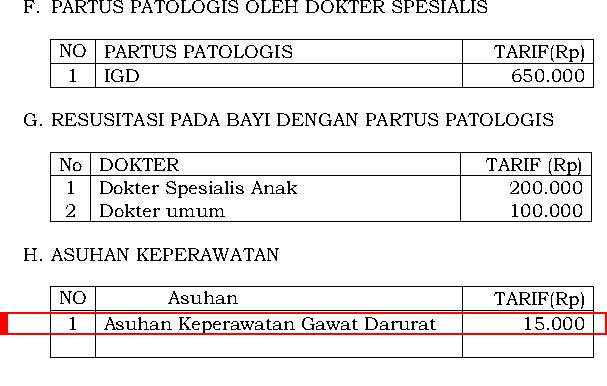 F. PARTUS PATOLOGIS OLEH DOKTER SPESIALIS
NO PARTUS PATOLOGIS TARIF(Rp)
1 IGD 650.000
G. RESUSITASI PADA BAYI DENGAN PARTUS PATOLOGIS
No DOKTER TARIF (Rp)
1 Dokter Spesialis Anak 200.000
2 Dokter umum 100.000
H. ASUHAN KEPERAWATAN
NO Asuhan TARIF(Rp)
1 Asuhan Keperawatan Gawat Darurat 15.000